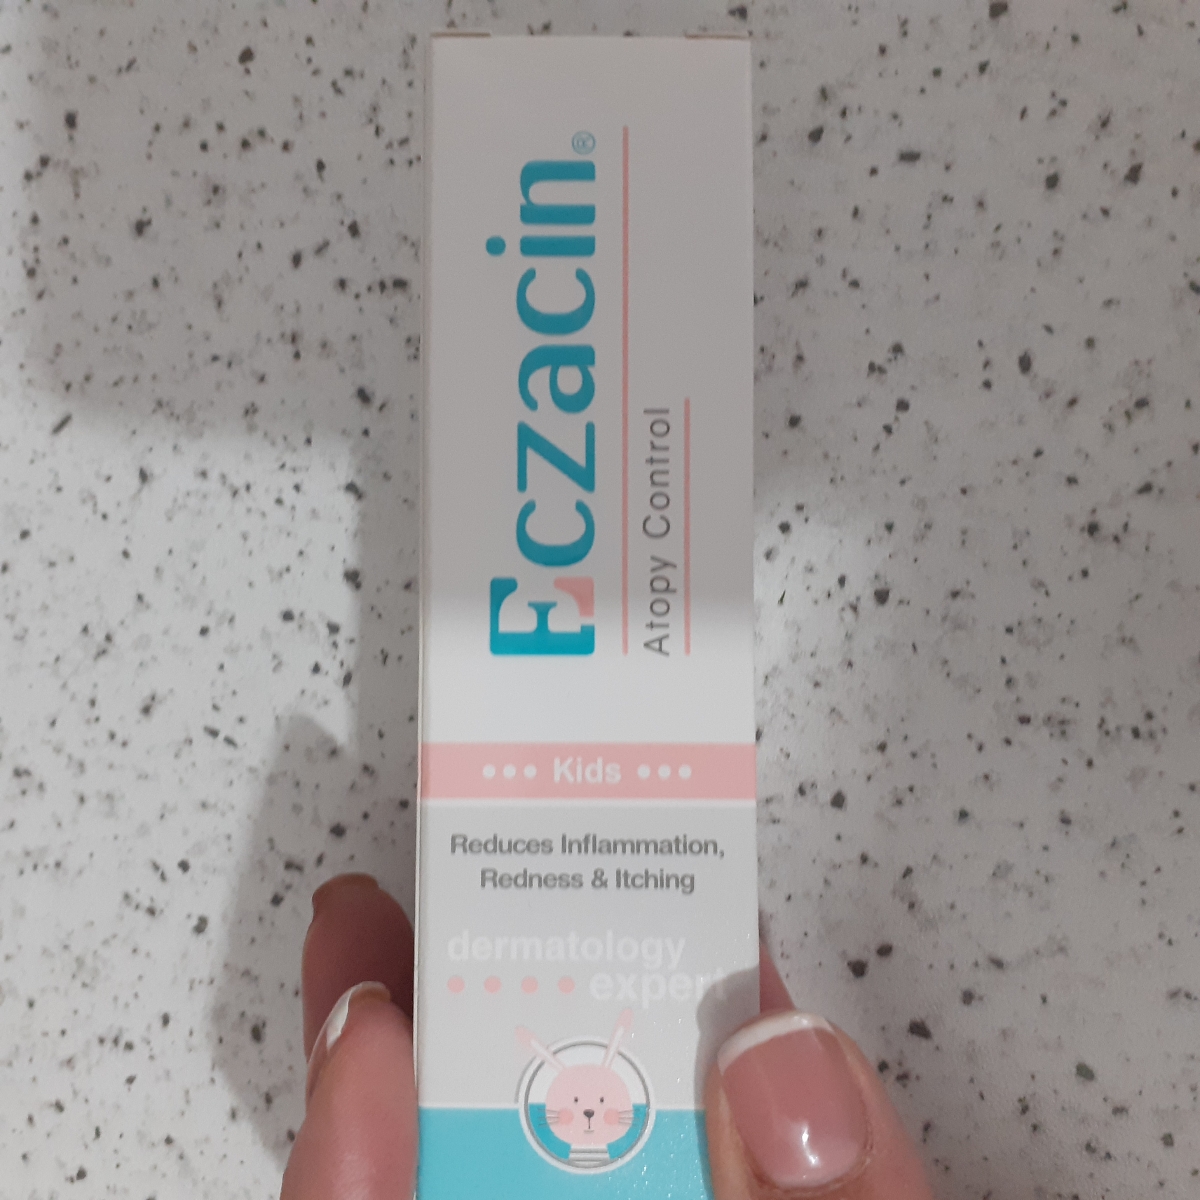 Eczacin®
Atopy Control
Kids
Reduces Inflammation,
Redness & Itching
dermatology
expert